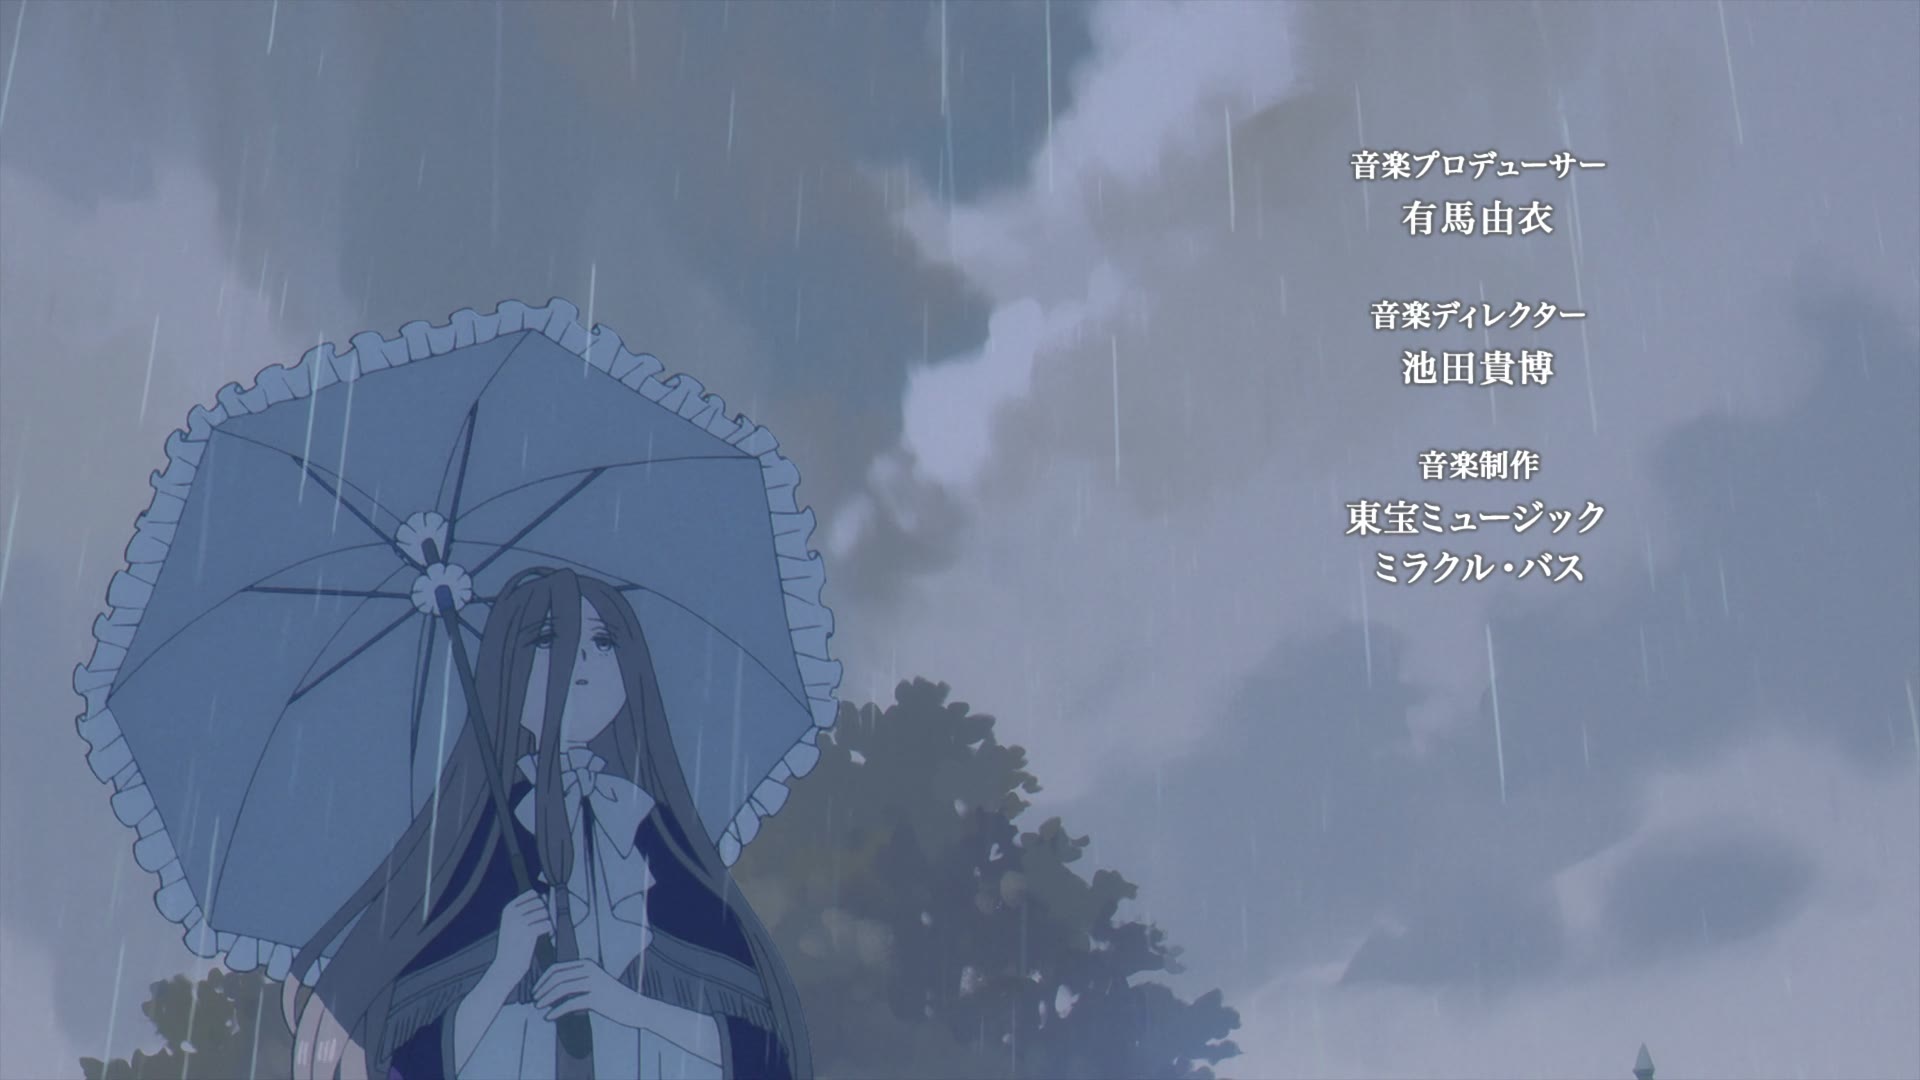 音楽プロデューサー
有馬由衣
音楽ディレクター
池田貴博
音楽制作
東宝ミュージック
ミラクル・バス